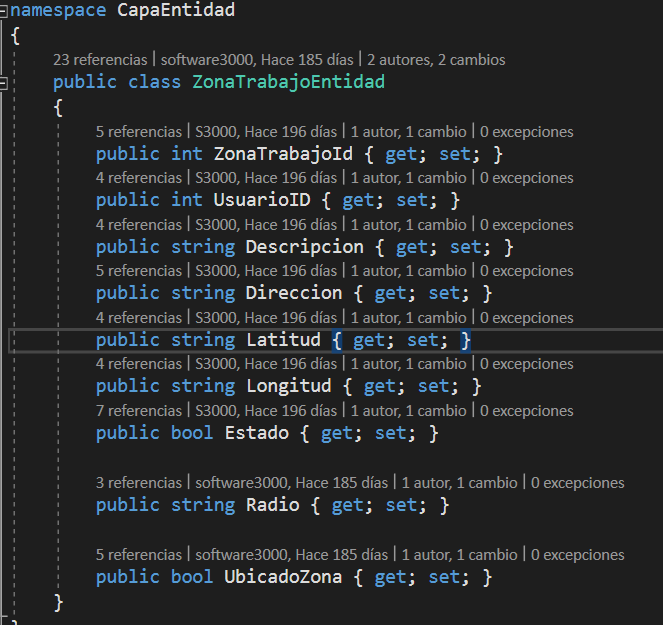 namespace CapaEntidad
{
23 referencias | software3000, Hace 185 días | 2 autores, 2 cambios
public class ZonaTrabajoEntidad
{
5 referencias | S3000, Hace 196 días | 1 autor, 1 cambio | 0 excepciones
public int ZonaTrabajoId { get; set; }
4 referencias | S3000, Hace 196 días | 1 autor, 1 cambio | 0 excepciones
public int UsuarioID { get; set; }
4 referencias | S3000, Hace 196 días | 1 autor, 1 cambio | 0 excepciones
public string Descripcion { get; set; }
5 referencias | S3000, Hace 196 días | 1 autor, 1 cambio | 0 excepciones
public string Direccion { get; set; }
4 referencias | S3000, Hace 196 días | 1 autor, 1 cambio | 0 excepciones
public string Latitud { get; set; }
4 referencias | S3000, Hace 196 días | 1 autor, 1 cambio | 0 excepciones
public string Longitud { get; set; }
7 referencias | S3000, Hace 196 días | 1 autor, 1 cambio | 0 excepciones
public bool Estado { get; set; }
3 referencias | software3000, Hace 185 días | 1 autor, 1 cambio | 0 excepciones
public string Radio { get; set; }
5 referencias | software3000, Hace 185 días | 1 autor, 1 cambio | 0 excepciones
public bool UbicadoZona { get; set; }
}
}